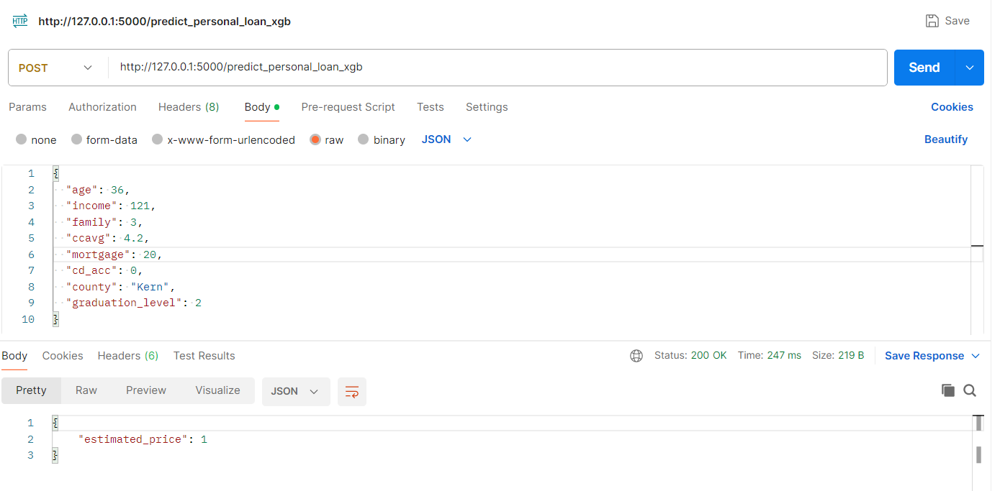 HTTP http://127.0.0.1:5000/predict_personal_loan_xgb Save
POST http://127.0.0.1:5000/predict_personal_loan_xgb Send
Params Authorization Headers (8) Body Pre-request Script Tests Settings Cookies
none form-data x-www-form-urlencoded raw binary JSON Beautify
1 {
2 "age": 36,
3 "income": 121,
4 "family": 3,
5 "ccavg": 4.2,
6 "mortgage": 20,
7 "cd_acc": 0,
8 "county": "Kern",
9 "graduation_level": 2
10 }
Body Cookies Headers (6) Test Results Status: 200 OK Time: 247 ms Size: 219 B Save Response
Pretty Raw Preview Visualize JSON
1 {
2 "estimated_price": 1
3 }